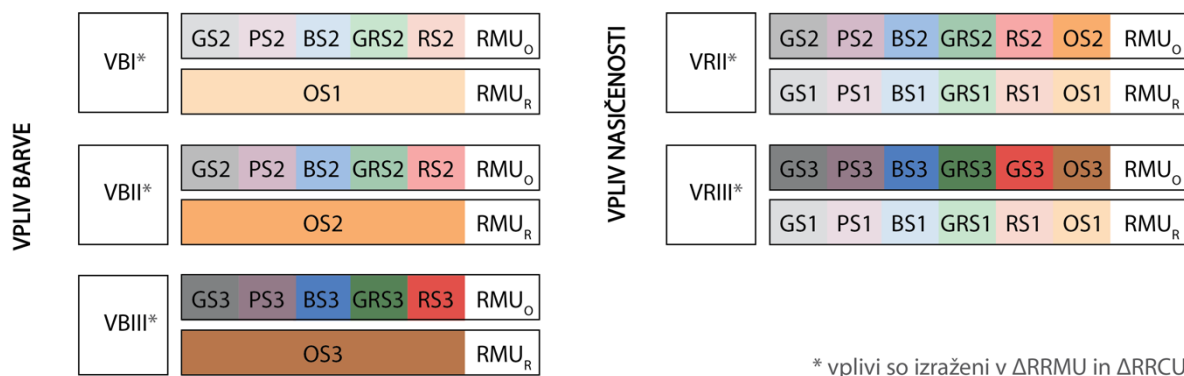 VPLIV BARVE
VBI*
GS2 PS2 BS2 GRS2 RS2 RMUO
OS1 RMUR
VBII*
GS2 PS2 BS2 GRS2 RS2 RMUO
OS2 RMUR
VBIII*
GS3 PS3 BS3 GRS3 RS3 RMUO
OS3 RMUR
VPLIV NASIČENOSTI
VRII*
GS2 PS2 BS2 GRS2 RS2 OS2 RMUO
GS1 PS1 BS1 GRS1 RS1 OS1 RMUR
VRIII*
GS3 PS3 BS3 GRS3 GS3 OS3 RMUO
GS1 PS1 BS1 GRS1 RS1 OS1 RMUR
* vplivi so izraženi v ΔRRMU in ΔRRCU